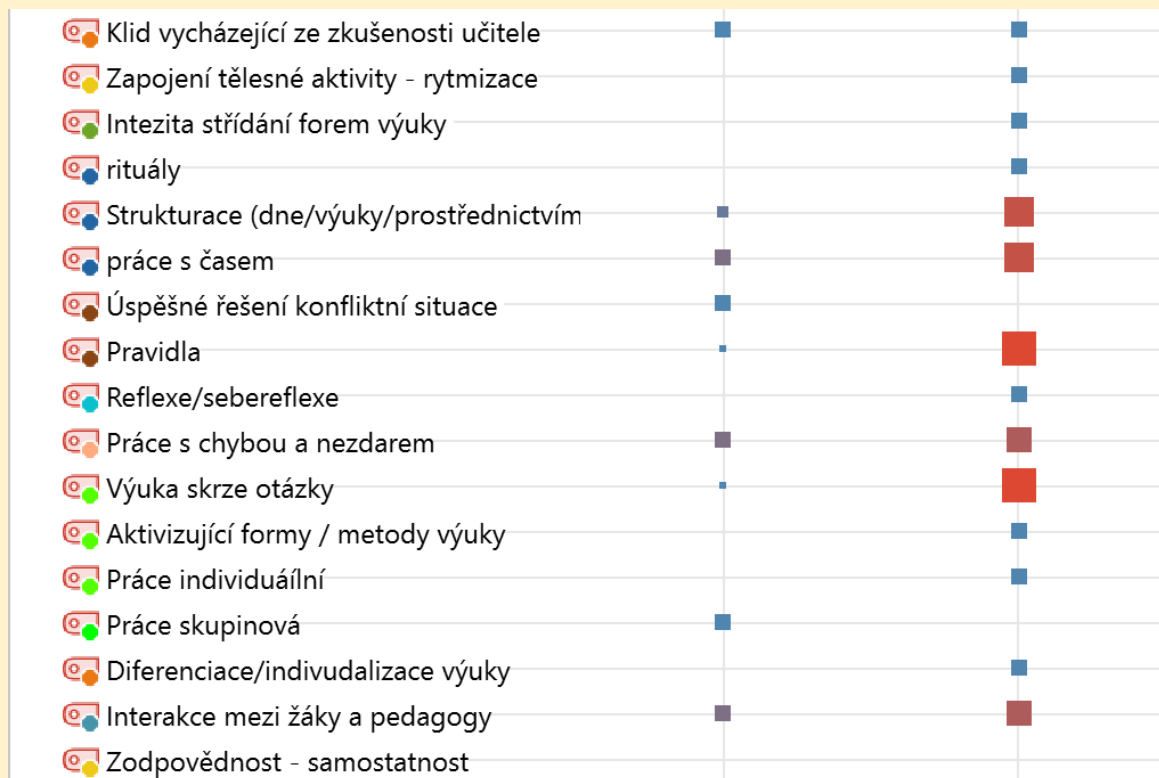 Klid vycházející ze zkušenosti učitele
Zapojení tělesné aktivity - rytmizace
Intezita střídání forem výuky
rituály
Strukturace (dne/výuky/prostřednictvím
práce s časem
Úspěšné řešení konfliktní situace
Pravidla
Reflexe/sebereflexe
Práce s chybou a nezdarem
Výuka skrze otázky
Aktivizující formy / metody výuky
Práce individuáílní
Práce skupinová
Diferenciace/indivudalizace výuky
Interakce mezi žáky a pedagogy
Zodpovědnost - samostatnost